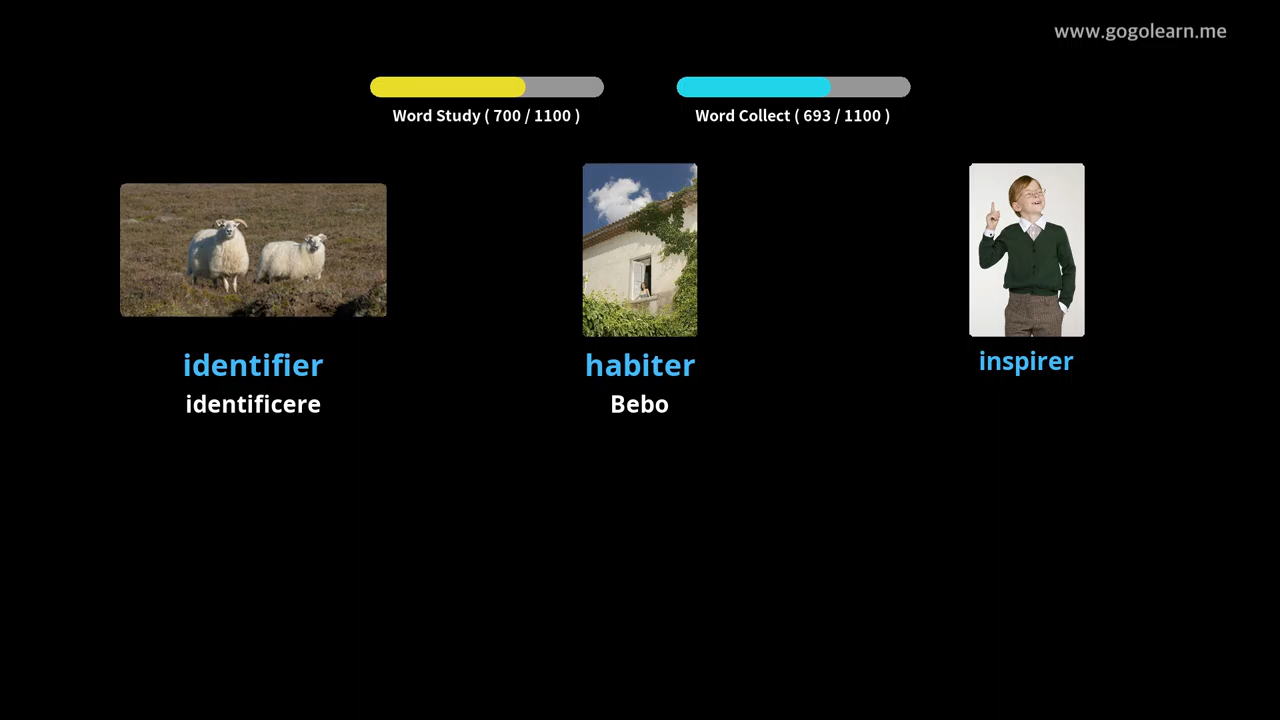 www.gogolearn.me
Word Study ( 700 / 1100 )
Word Collect ( 693 / 1100 )
identifier
identificere
habiter
Bebo
inspirer